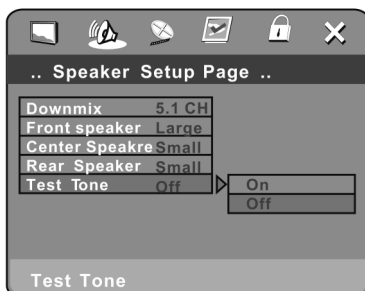 .. Speaker Setup Page ..
Downmix 5.1 CH
Front speaker Large
Center Speakre Small
Rear Speaker Small
Test Tone Off
On
Off
Test Tone